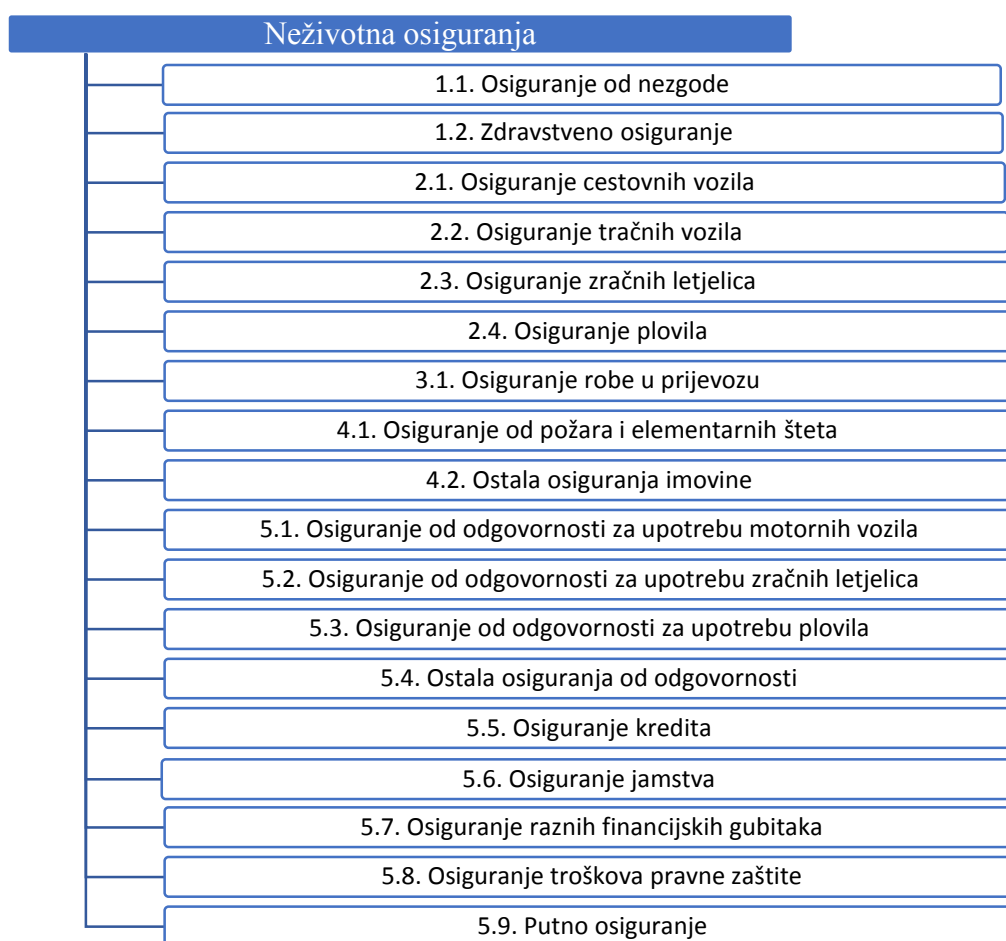 Neživotna osiguranja
1.1. Osiguranje od nezgode
1.2. Zdravstveno osiguranje
2.1. Osiguranje cestovnih vozila
2.2. Osiguranje tračnih vozila
2.3. Osiguranje zračnih letjelica
2.4. Osiguranje plovila
3.1. Osiguranje robe u prijevozu
4.1. Osiguranje od požara i elementarnih šteta
4.2. Ostala osiguranja imovine
5.1. Osiguranje od odgovornosti za upotrebu motornih vozila
5.2. Osiguranje od odgovornosti za upotrebu zračnih letjelica
5.3. Osiguranje od odgovornosti za upotrebu plovila
5.4. Ostala osiguranja od odgovornosti
5.5. Osiguranje kredita
5.6. Osiguranje jamstva
5.7. Osiguranje raznih financijskih gubitaka
5.8. Osiguranje troškova pravne zaštite
5.9. Putno osiguranje